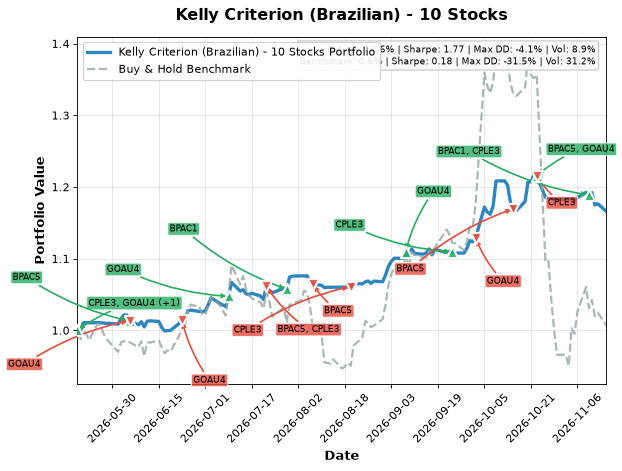 Kelly Criterion (Brazilian) - 10 Stocks
Kelly Criterion (Brazilian) - 10 Stocks Portfolio
Buy & Hold Benchmark
| Sharpe: 1.77 | Max DD: -4.1% | Vol: 8.9%
Benchmark: 0.6% | Sharpe: 0.18 | Max DD: -31.5% | Vol: 31.2%
Portfolio Value
1.4
1.3
1.2
1.1
1.0
BPAC1, CPLE3
BPAC5, GOAU4
GOAU4
CPLE3
CPLE3
BPAC1
GOAU4
BPAC5
BPAC5
GOAU4
CPLE3, GOAU4 (+1)
BPAC5
CPLE3
BPAC5, CPLE3
GOAU4
GOAU4
2026-05-30
2026-06-15
2026-07-01
2026-07-17
2026-08-02
2026-08-18
2026-09-03
2026-09-19
2026-10-05
2026-10-21
2026-11-06
Date